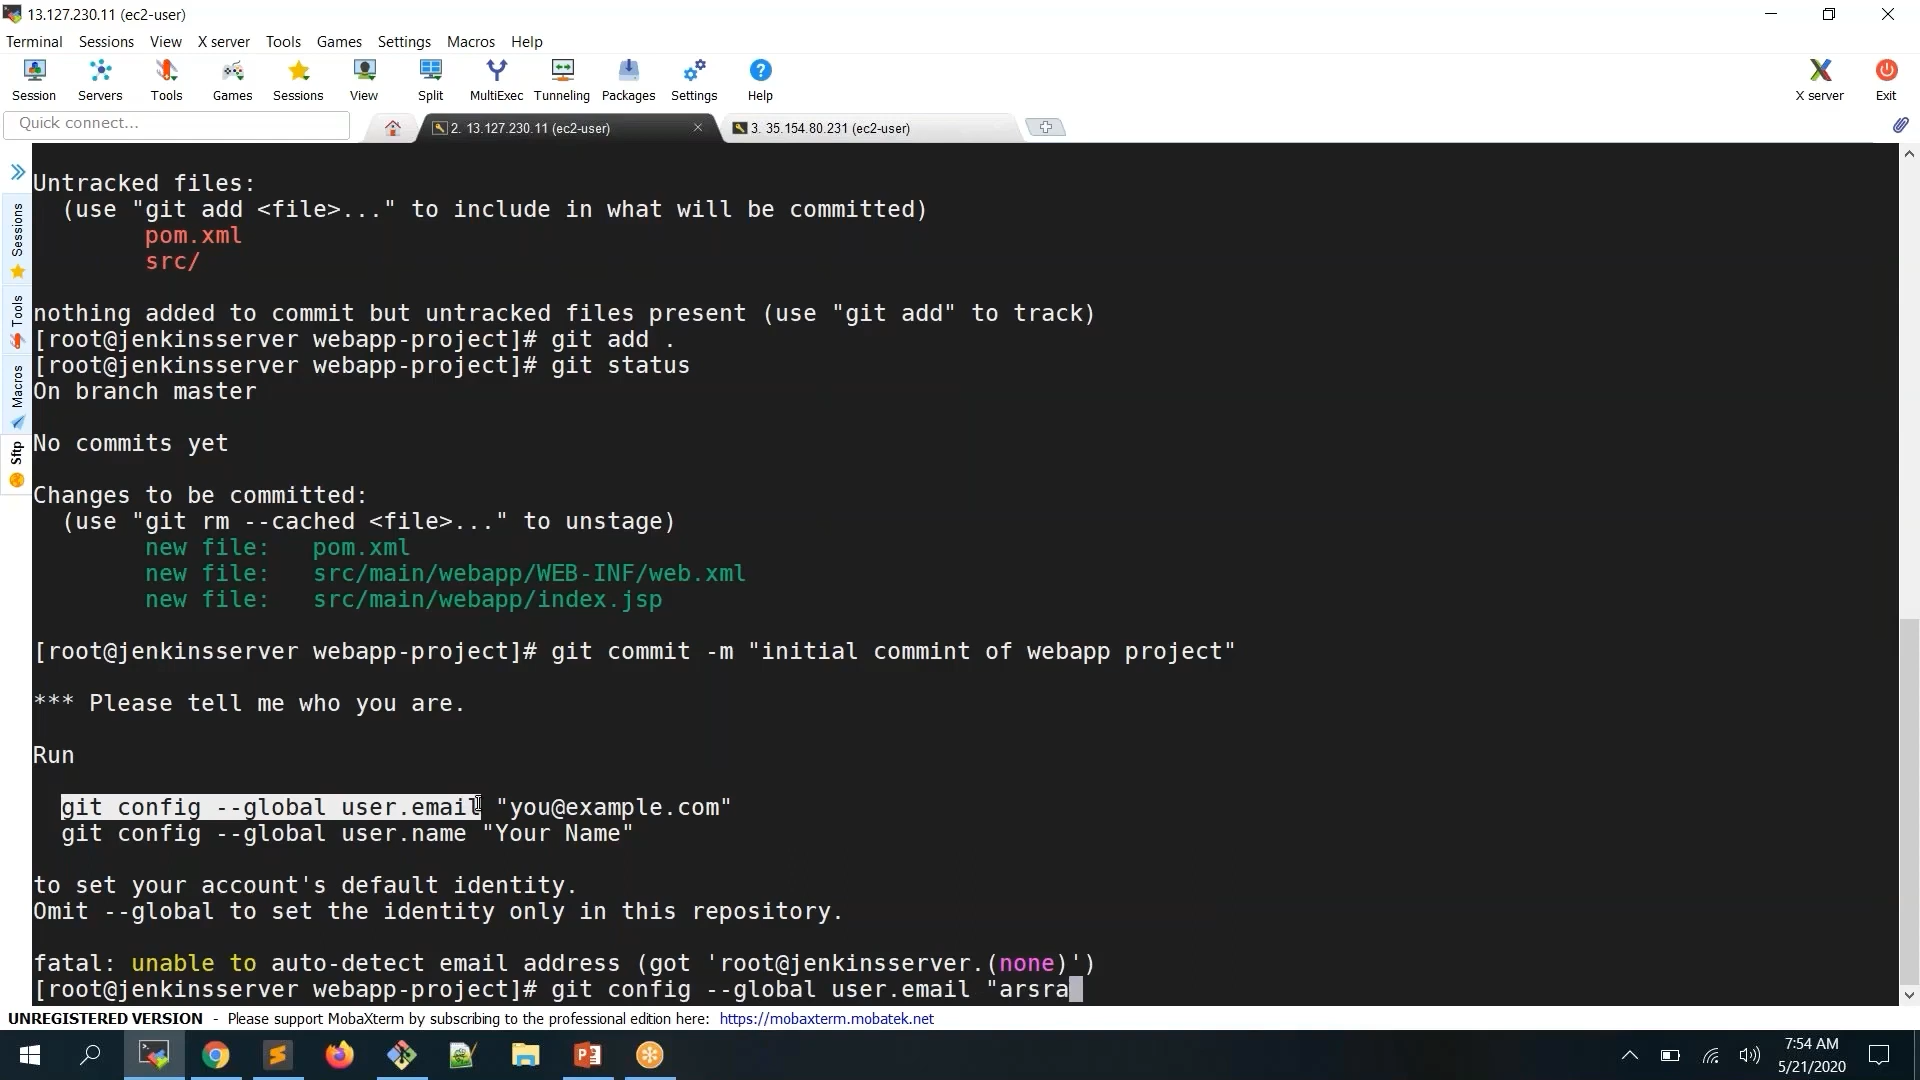 13.127.230.11 (ec2-user)
Terminal Sessions View X server Tools Games Settings Macros Help
Session Servers Tools Games Sessions View Split MultiExec Tunneling Packages Settings Help X server Exit
Quick connect...
2. 13.127.230.11 (ec2-user)
3. 35.154.80.231 (ec2-user)
Sessions
Tools
Macros
Sftp
Untracked files:
(use "git add <file>..." to include in what will be committed)
pom.xml
src/
nothing added to commit but untracked files present (use "git add" to track)
[root@jenkinsserver webapp-project]# git add .
[root@jenkinsserver webapp-project]# git status
On branch master
No commits yet
Changes to be committed:
(use "git rm --cached <file>..." to unstage)
new file:   pom.xml
new file:   src/main/webapp/WEB-INF/web.xml
new file:   src/main/webapp/index.jsp
[root@jenkinsserver webapp-project]# git commit -m "initial commint of webapp project"
*** Please tell me who you are.
Run
git config --global user.email "you@example.com"
git config --global user.name "Your Name"
to set your account's default identity.
Omit --global to set the identity only in this repository.
fatal: unable to auto-detect email address (got 'root@jenkinsserver.(none)')
[root@jenkinsserver webapp-project]# git config --global user.email "arsra
UNREGISTERED VERSION - Please support MobaXterm by subscribing to the professional edition here: https://mobaxterm.mobatek.net
7:54 AM
5/21/2020